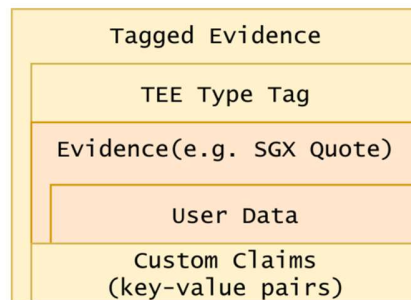 Tagged Evidence
TEE Type Tag
Evidence(e.g. SGX Quote)
User Data
Custom Claims
(key-value pairs)